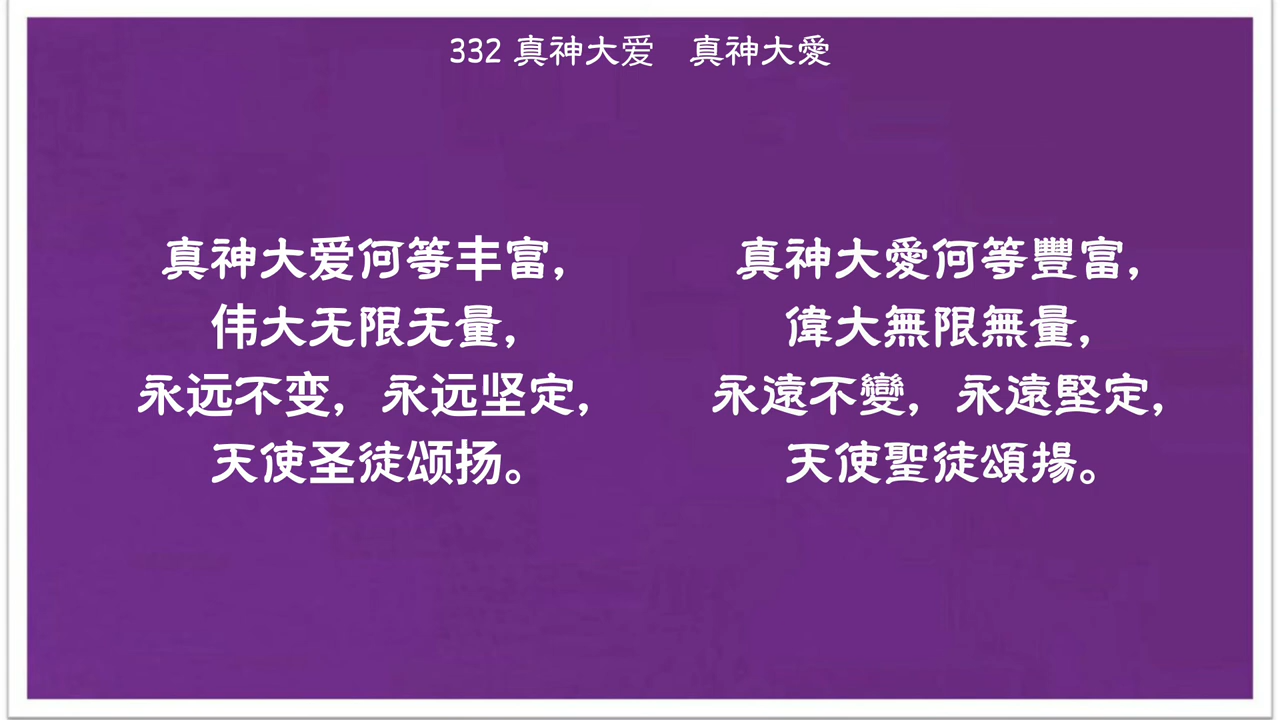 332 真神大爱　真神大愛
真神大爱何等丰富，
伟大无限无量，
永远不变，永远坚定，
天使圣徒颂扬。
真神大愛何等豐富，
偉大無限無量，
永遠不變，永遠堅定，
天使聖徒頌揚。